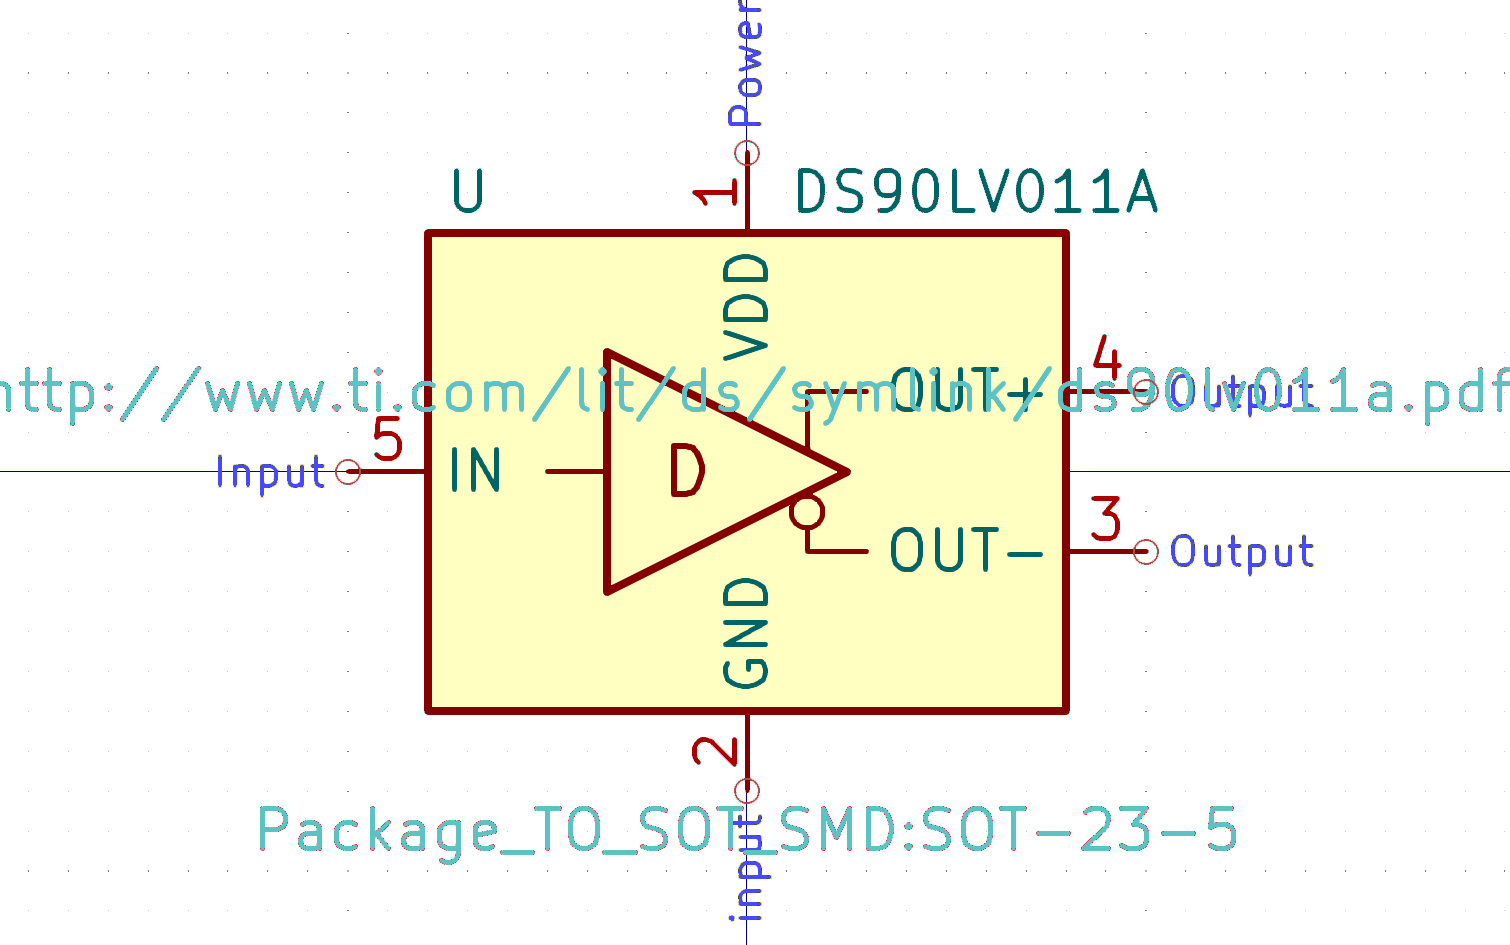 Power
U
DS90LV011A
1
VDD
4
http://www.ti.com/lit/ds/symlink/ds90lv011a.pdf
OUT+
Output
5
Input
IN
D
3
OUT-
Output
GND
2
Package_TO_SOT_SMD:SOT-23-5
input